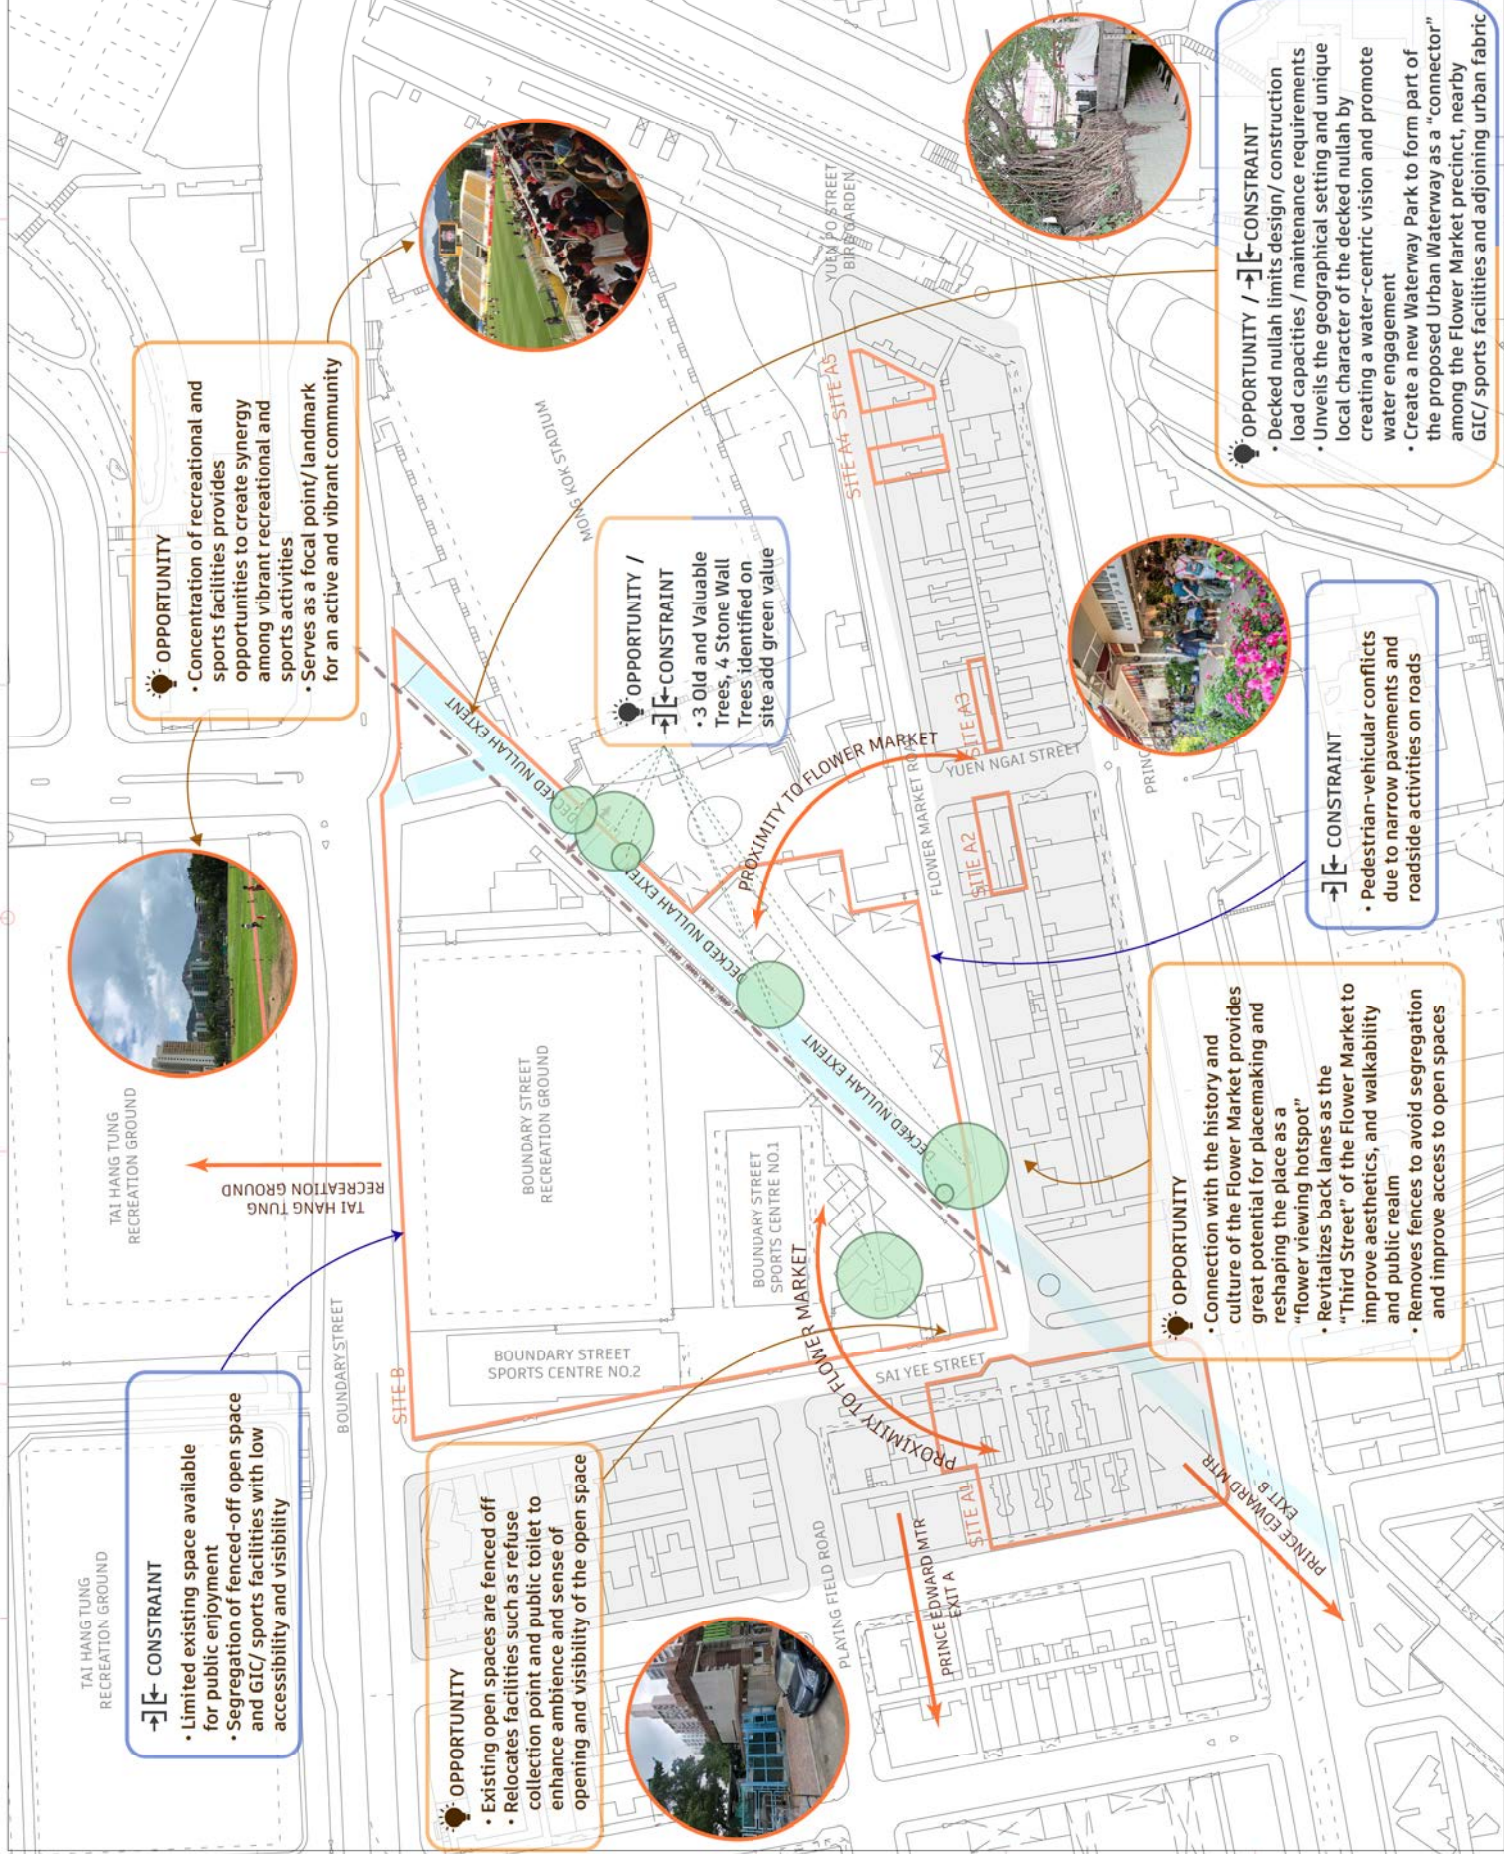 TAI HANG TUNG
RECREATION GROUND
CONSTRAINT
• Limited existing space available
for public enjoyment
• Segregation of fenced-off open space
and GIC/ sports facilities with low
accessibility and visibility
BOUNDARY STREET
TAI HANG TUNG
RECREATION GROUND
TAI HANG TUNG
RECREATION GROUND
OPPORTUNITY
• Concentration of recreational and
sports facilities provides
opportunities to create synergy
among vibrant recreational and
sports activities
• Serves as a focal point/ landmark
for an active and vibrant community
SITE B
OPPORTUNITY
• Existing open spaces are fenced off
• Relocates facilities such as refuse
collection point and public toilet to
enhance ambience and sense of
opening and visibility of the open space
BOUNDARY STREET
SPORTS CENTRE NO.2
BOUNDARY STREET
RECREATION GROUND
BOUNDARY STREET
SPORTS CENTRE NO.1
DECKED NULLAH EXTENT
DECKED NULLAH EXTENT
DECKED NULLAH EXTENT
MONG KOK STADIUM
OPPORTUNITY /
CONSTRAINT
• 3 Old and Valuable
Trees, 4 Stone Wall
Trees identified on
site add green value
PROXIMITY TO FLOWER MARKET
PROXIMITY TO FLOWER MARKET
PLAYING FIELD ROAD
SAI YEE STREET
FLOWER MARKET ROAD
YUEN NGAI STREET
YUEN PO STREET
BIRD GARDEN
SITE A1
SITE A2
SITE A3
SITE A4
SITE A5
PRINCE EDWARD MTR
EXIT A
PRINCE EDWARD MTR
EXIT B
OPPORTUNITY
• Connection with the history and
culture of the Flower Market provides
great potential for placemaking and
reshaping the place as a
“flower viewing hotspot”
• Revitalizes back lanes as the
“Third Street” of the Flower Market to
improve aesthetics, and walkability
and public realm
• Removes fences to avoid segregation
and improve access to open spaces
CONSTRAINT
• Pedestrian-vehicular conflicts
due to narrow pavements and
roadside activities on roads
OPPORTUNITY / CONSTRAINT
• Decked nullah limits design/ construction
load capacities / maintenance requirements
• Unveils the geographical setting and unique
local character of the decked nullah by
creating a water-centric vision and promote
water engagement
• Create a new Waterway Park to form part of
the proposed Urban Waterway as a “connector”
among the Flower Market precinct, nearby
GIC/ sports facilities and adjoining urban fabric